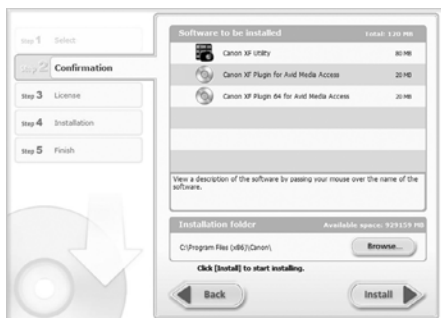 Step 1 Select
Step 2 Confirmation
Step 3 License
Step 4 Installation
Step 5 Finish
Software to be installed Total: 120 MB
Canon XF Utility 80 MB
Canon XF Plugin for Avid Media Access 20 MB
Canon XF Plugin 64 for Avid Media Access 20 MB
View a description of the software by passing your mouse over the name of the
software.
Installation folder Available space: 929159 MB
C:\Program Files (x86)\Canon\ Browse...
Click [Install] to start installing.
Back Install